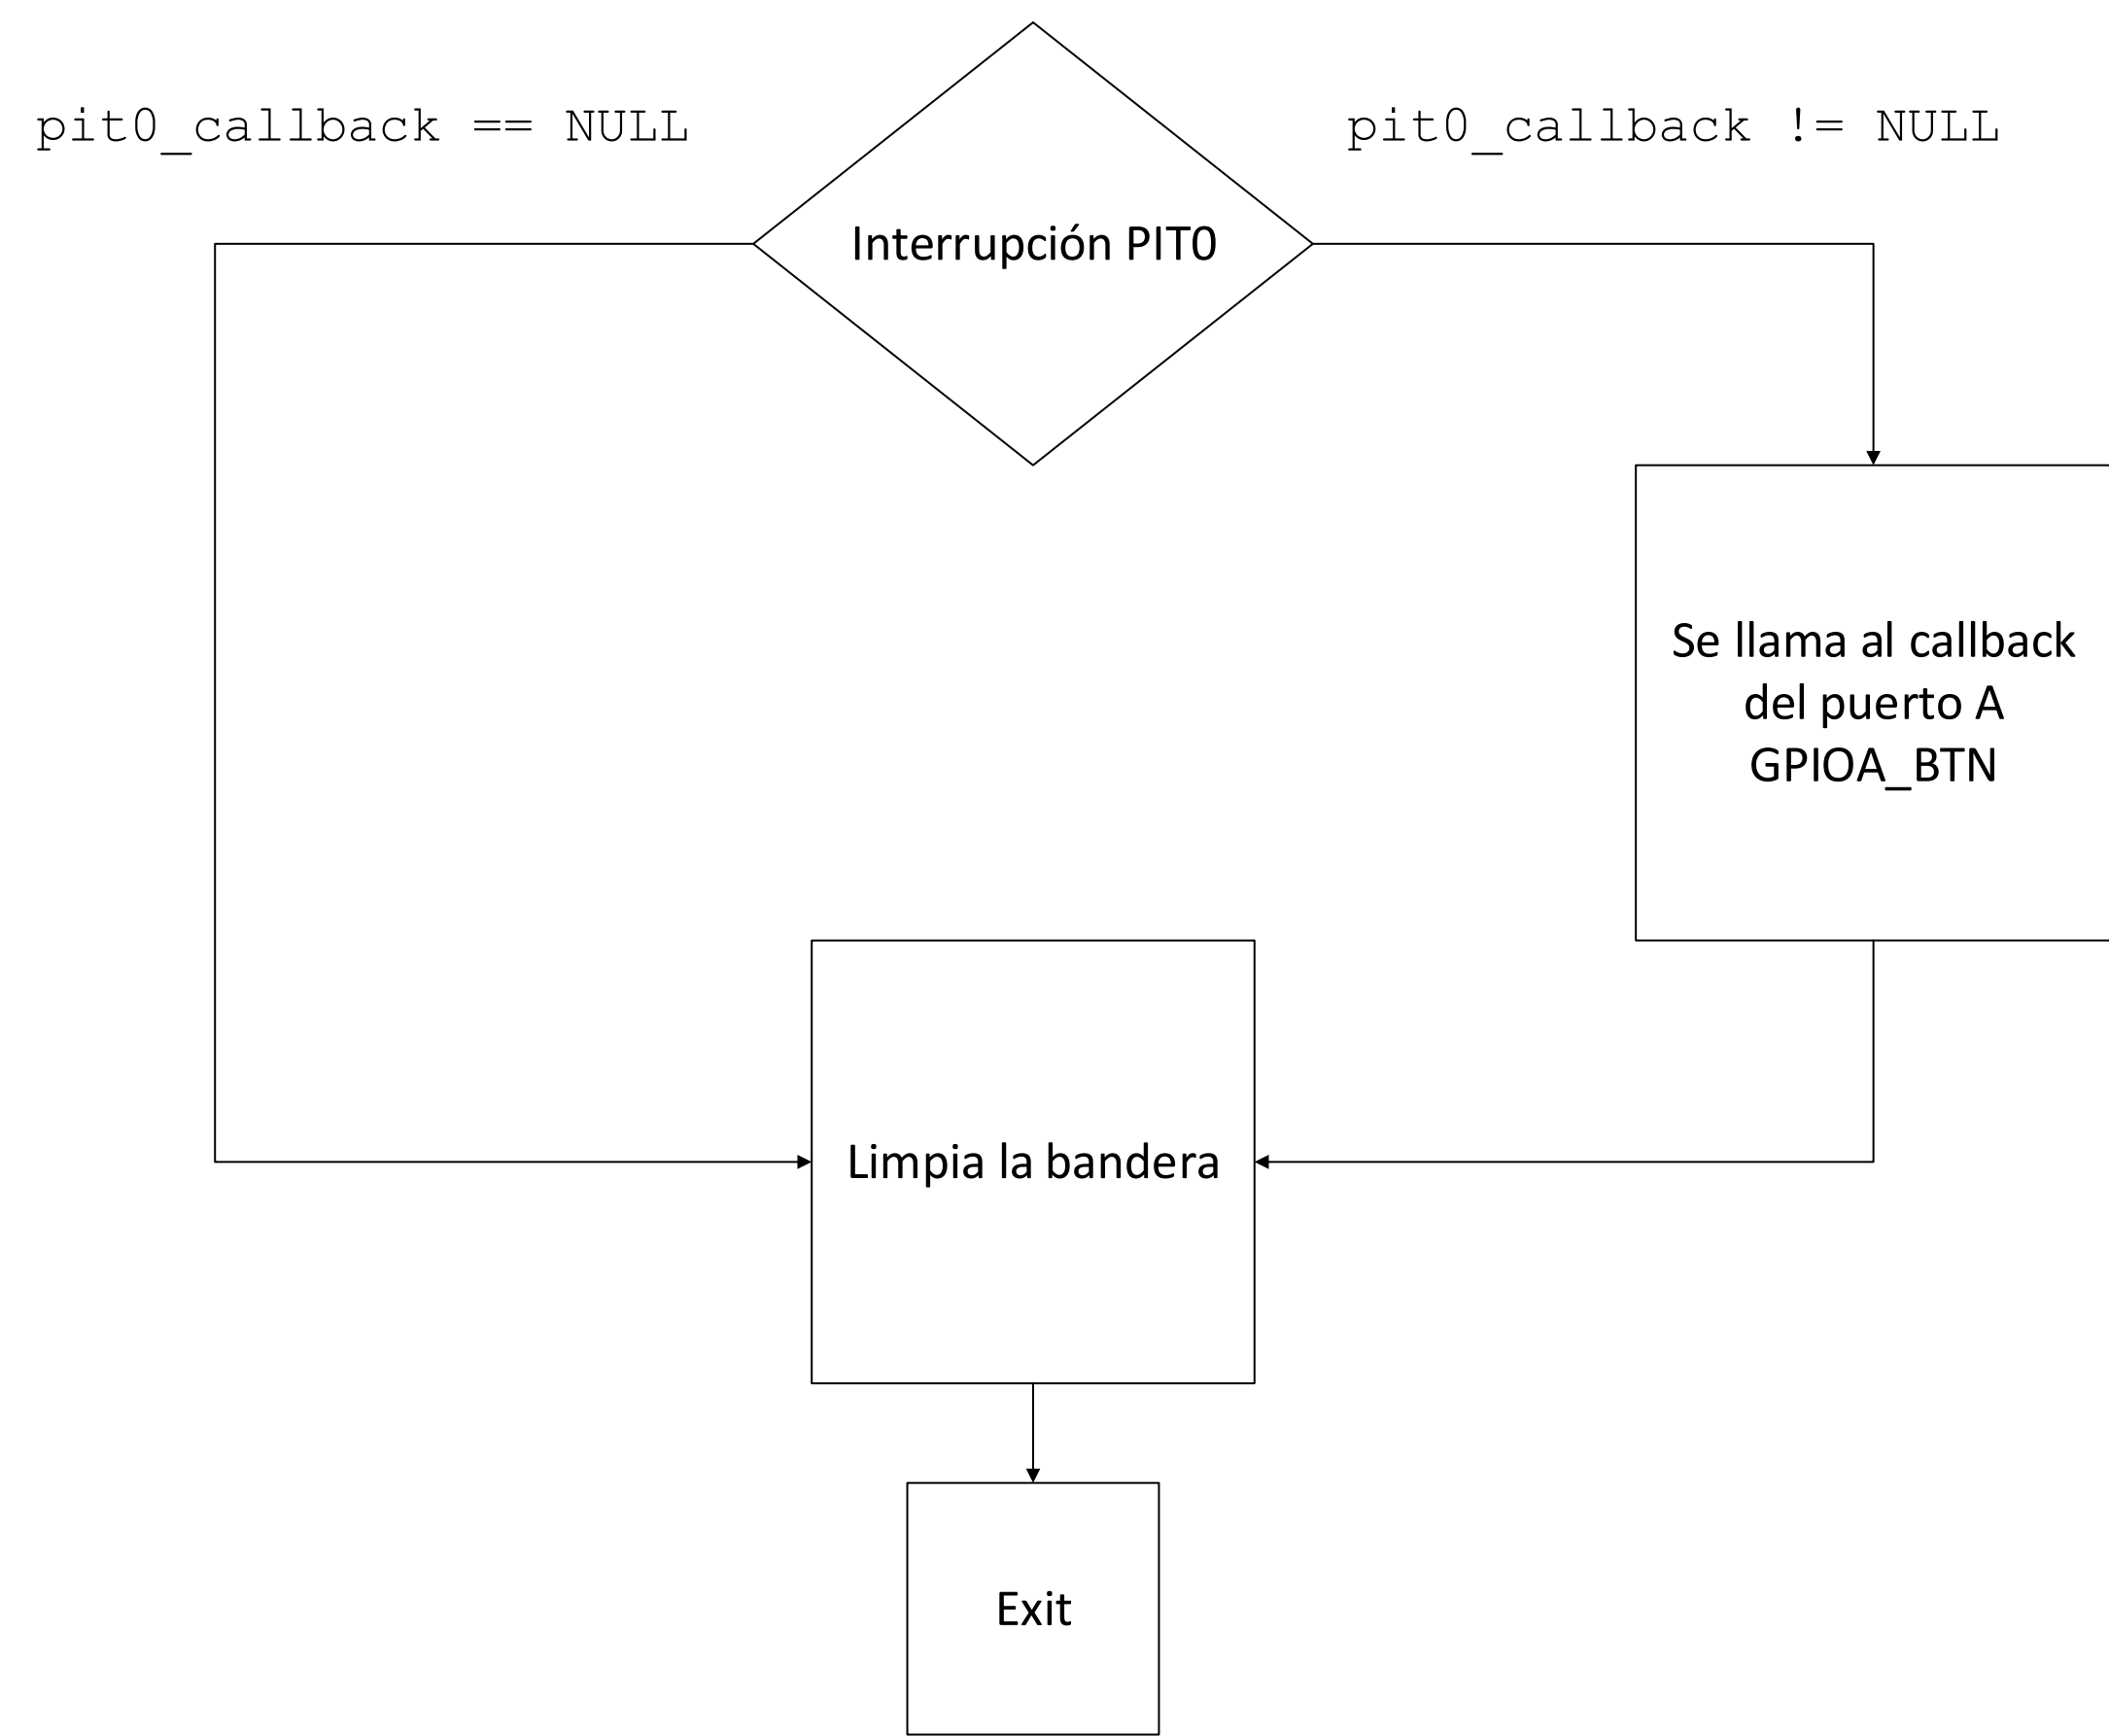 pit0_callback == NULL
pit0_callback != NULL
Interrupción PIT0
Se llama al callback
del puerto A
GPIOA_BTN
Limpia la bandera
Exit